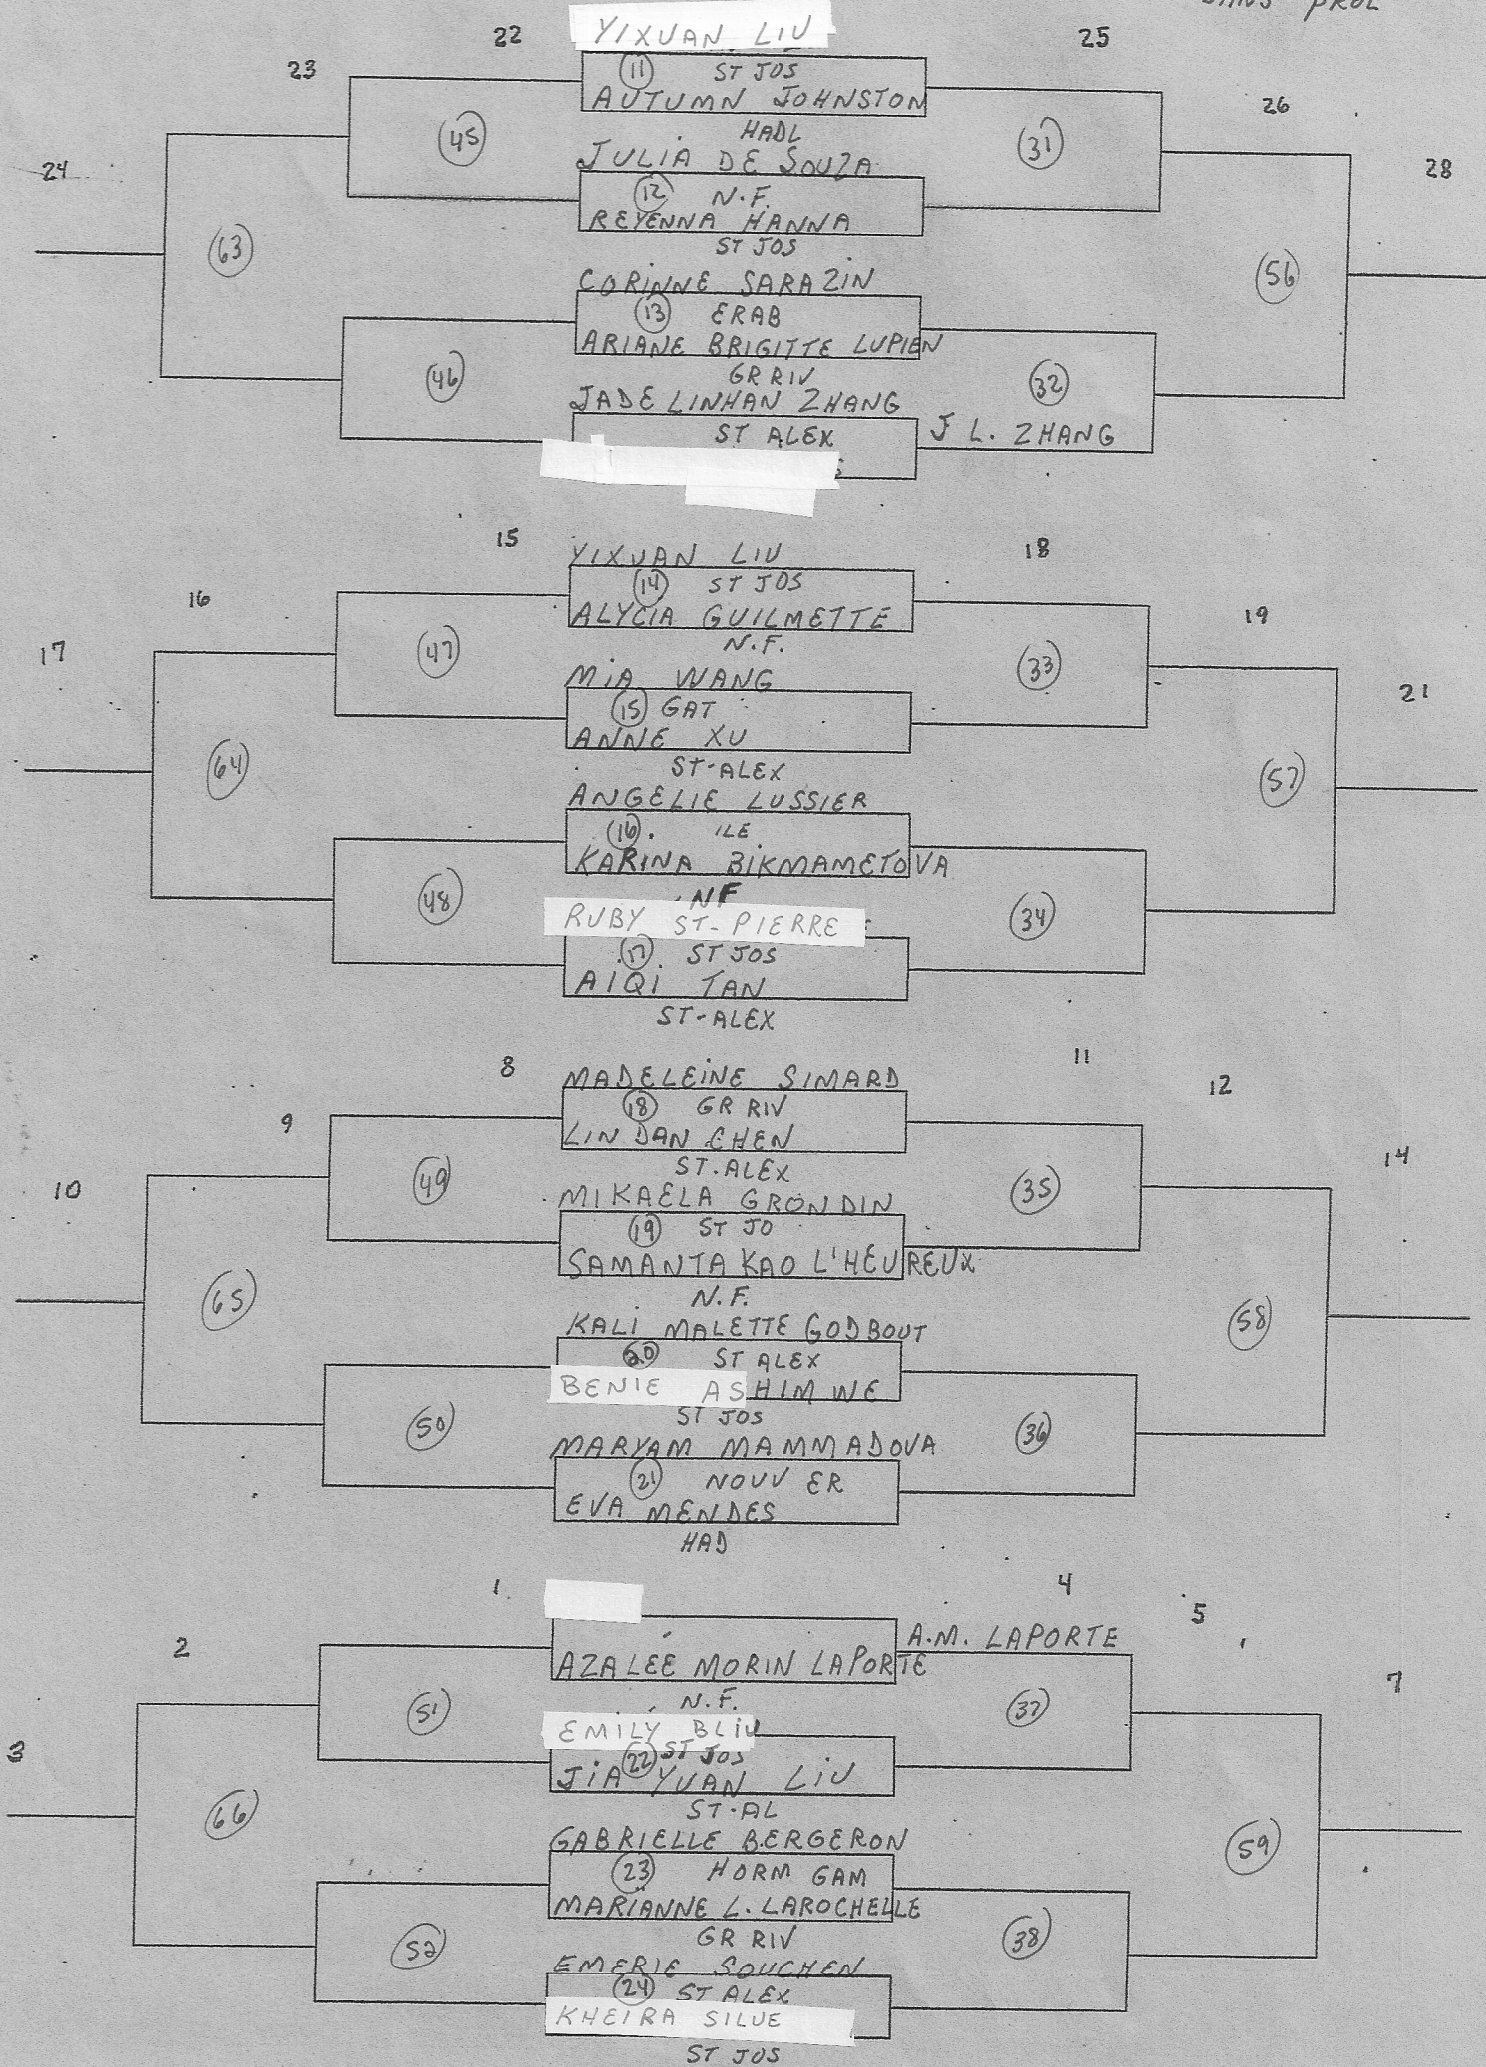 DANS PROL
YIXUAN LIU
22
25
11 ST JOS
23
AUTUMN JOHNSTON
26
HADL
45
31
JULIA DE SOUZA
24
28
12 N.F.
REYENNA HANNA
ST JOS
63
56
CORINNE SARAZIN
13 ERAB
ARIANE BRIGITTE LUPIEN
GR RIV
46
32
JADE LINHAN ZHANG
ST ALEX
J L. ZHANG
S
15
18
YIXUAN LIU
14 ST JOS
16
ALYCIA GUILMETTE
19
N.F.
17
47
33
MIA WANG
21
15 GAT
ANNE XU
ST-ALEX
64
57
ANGELIE LUSSIER
16. ILE
KARINA BIKMAMETOVA
NF
48
34
RUBY ST-PIERRE
17 ST JOS
AIQI TAN
ST-ALEX
8
11
MADELEINE SIMARD
12
18 GR RIV
9
LIN DAN CHEN
14
ST. ALEX
10
49
35
MIKAELA GRONDIN
19 ST JO
SAMANTA KAO L'HEUREUX
N.F.
65
58
KALI MALETTE GODBOUT
20 ST ALEX
BENIE ASHIMWE
ST JOS
50
36
MARYAM MAMMADOVA
21 NOUV ER
EVA MENDES
HAD
1
4
5
2
A.M. LAPORTE
AZALEE MORIN LAPORTE
7
N.F.
51
37
EMILY BLIU
3
22 ST JOS
JIA YUAN LIU
ST-AL
66
59
GABRIELLE BERGERON
23 HORM GAM
MARIANNE L. LAROCHELLE
GR RIV
52
38
EMERIE SOUCHEN
24 ST ALEX
KHEIRA SILUE
ST JOS